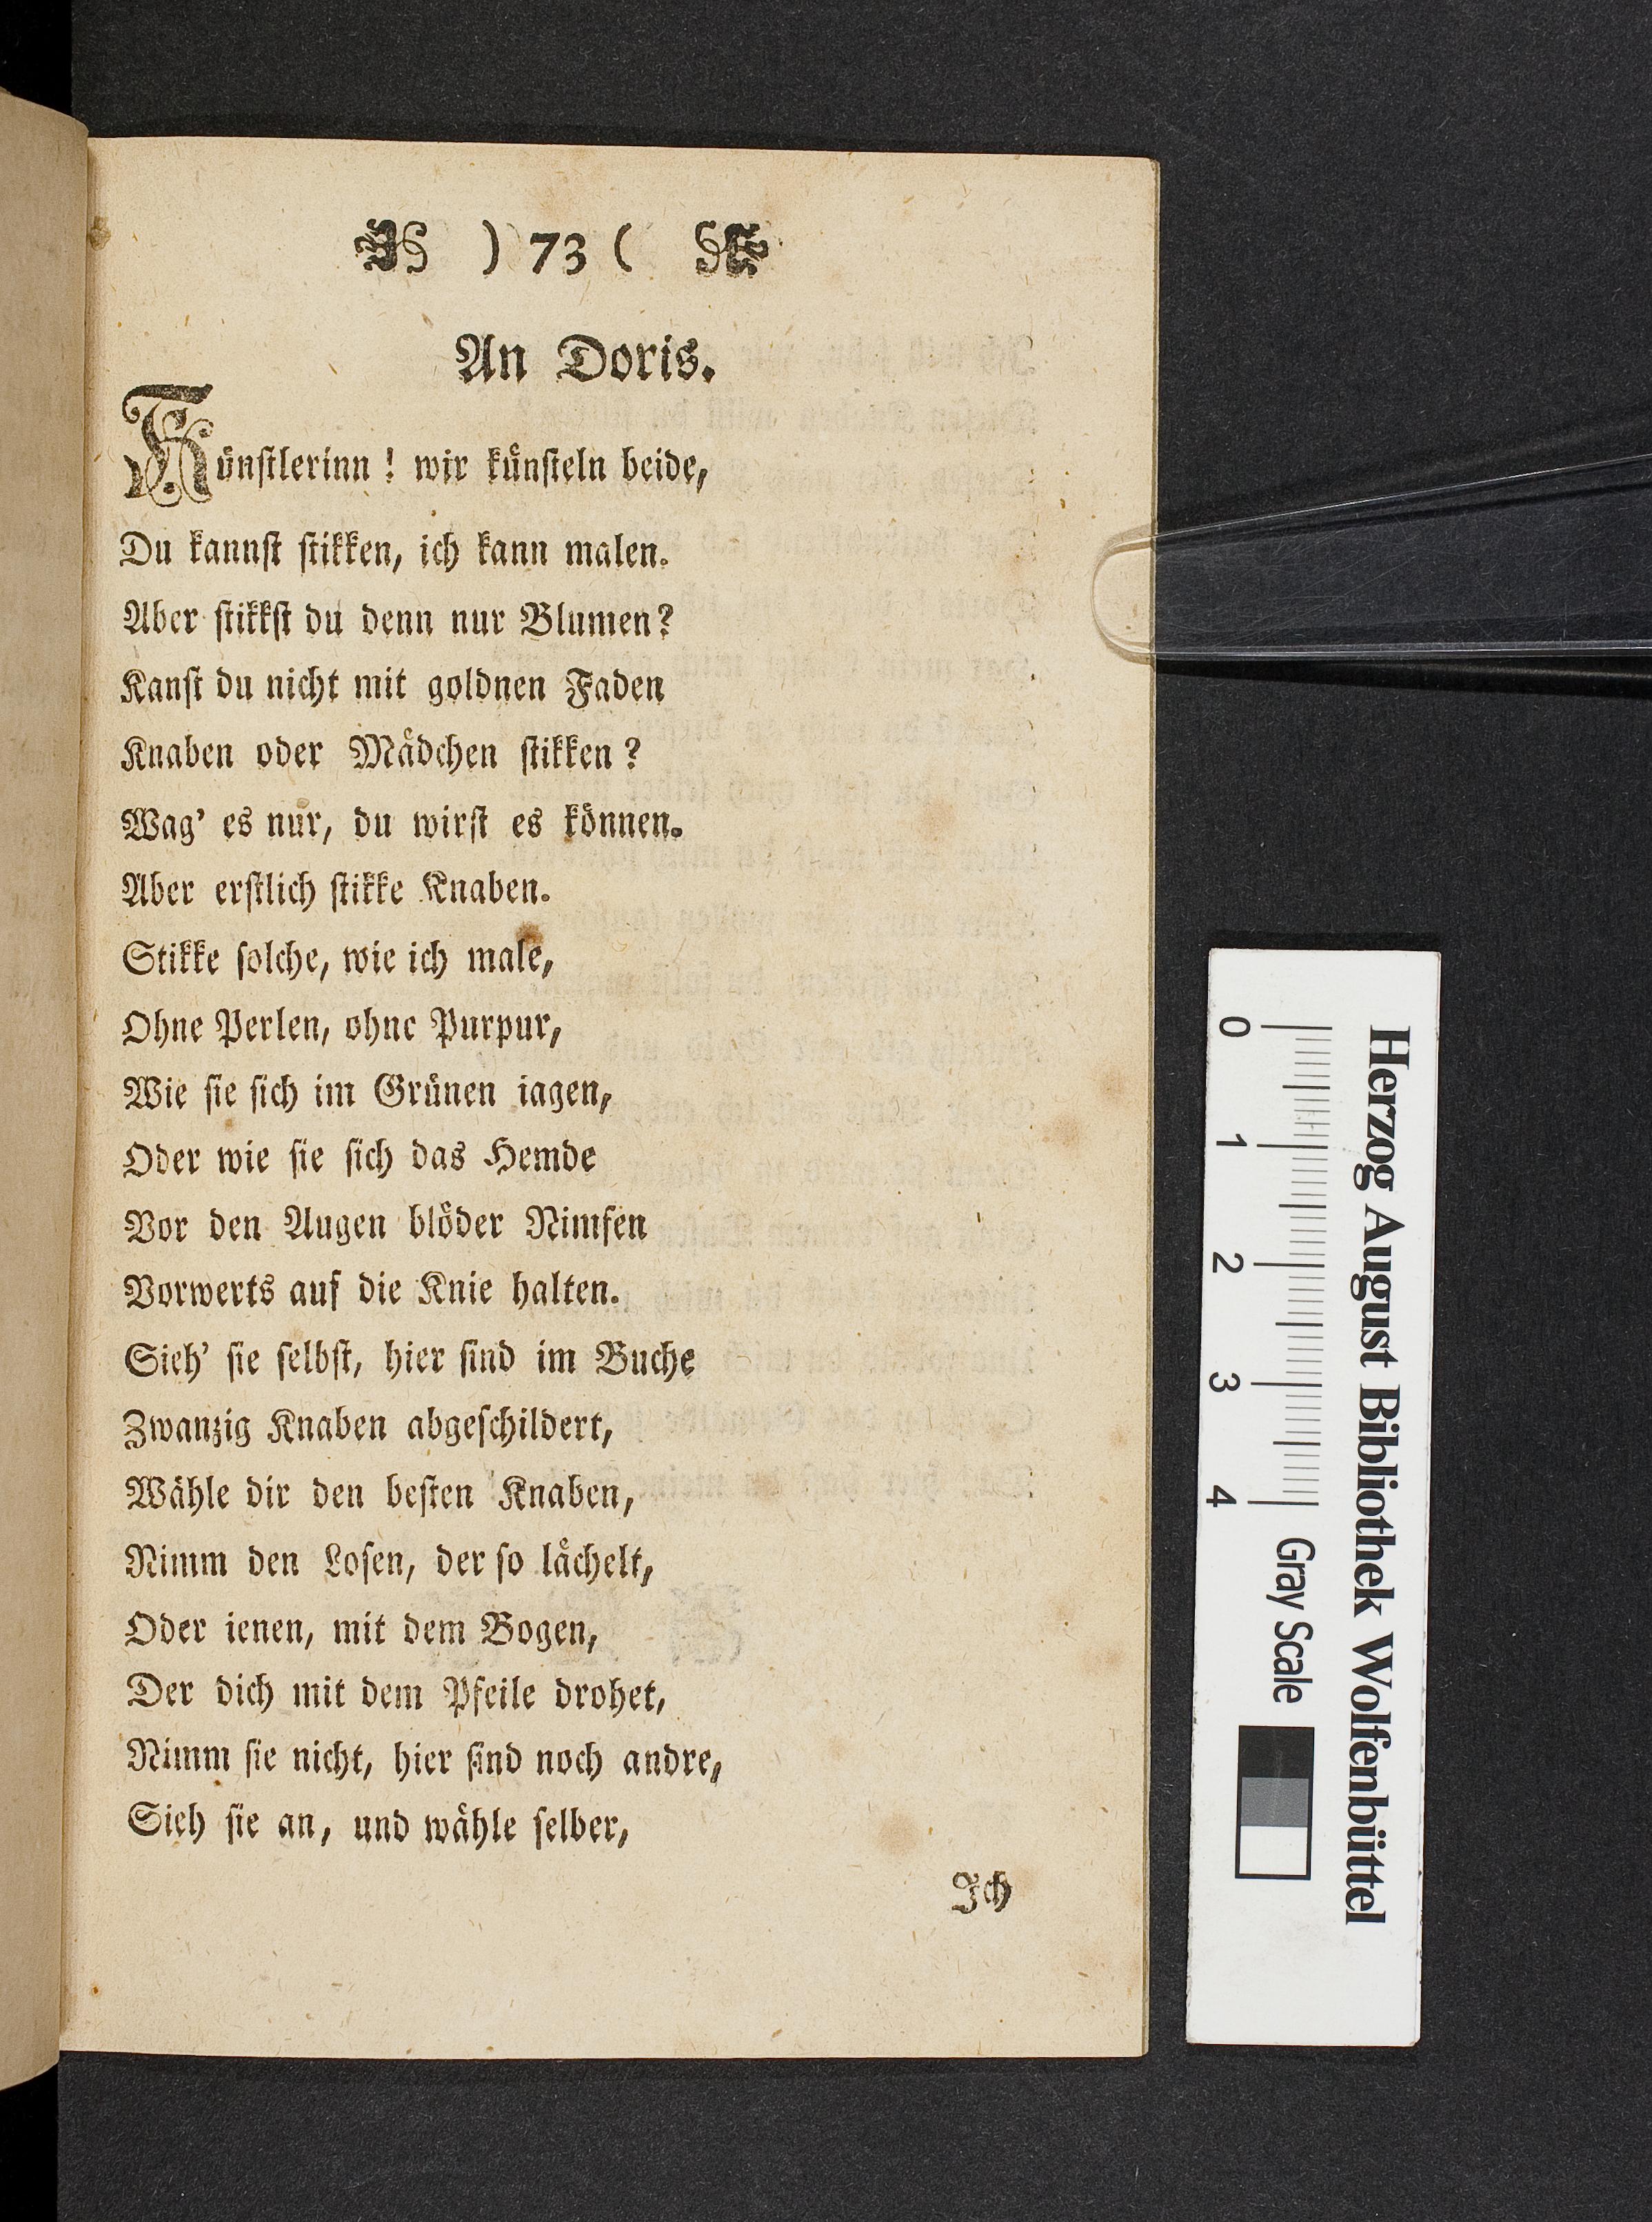 ) 73 (
An Doris.
Künſtlerinn! wir künſteln beide,
Du kannſt ſtikken, ich kann malen.
Aber ſtikkſt du denn nur Blumen?
Kanſt du nicht mit goldnen Faden
Knaben oder Mädchen ſtikken?
Wag' es nur, du wirſt es können.
Aber erſtlich ſtikke Knaben.
Stikke ſolche, wie ich male,
Ohne Perlen, ohne Purpur,
Wie ſie ſich im Grünen iagen,
Oder wie ſie ſich das Hemde
Vor den Augen blöder Nimfen
Vorwerts auf die Knie halten.
Sieh' ſie ſelbſt, hier ſind im Buche
Zwanzig Knaben abgeſchildert,
Wähle dir den beſten Knaben,
Nimm den Loſen, der ſo lächelt,
Oder ienen, mit dem Bogen,
Der dich mit dem Pfeile drohet,
Nimm ſie nicht, hier ſind noch andre,
Sieh ſie an, und wähle ſelber,
Ich
Herzog August Bibliothek Wolfenbüttel
0 1 2 3 4 Gray Scale